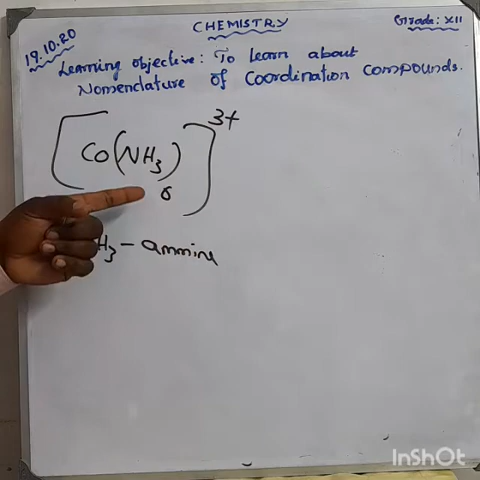 19.10.20
CHEMISTRY
Grade: XII
Learning objective: To learn about
Nomenclature of Coordination compounds.
[Co(NH3)6]3+
H3 - ammine
InShOt